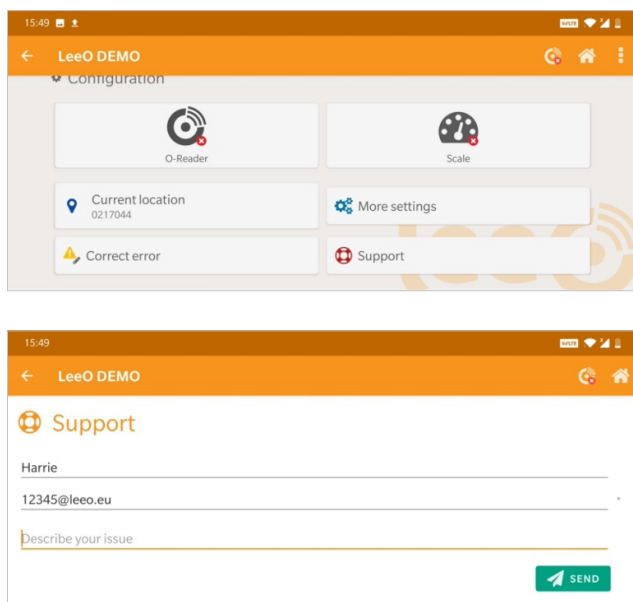 15:49
LeeO DEMO
Configuration
O-Reader
Scale
Current location
0217044
More settings
Correct error
Support
leeo
15:49
LeeO DEMO
Support
Harrie
12345@leeo.eu
*
Describe your issue
SEND